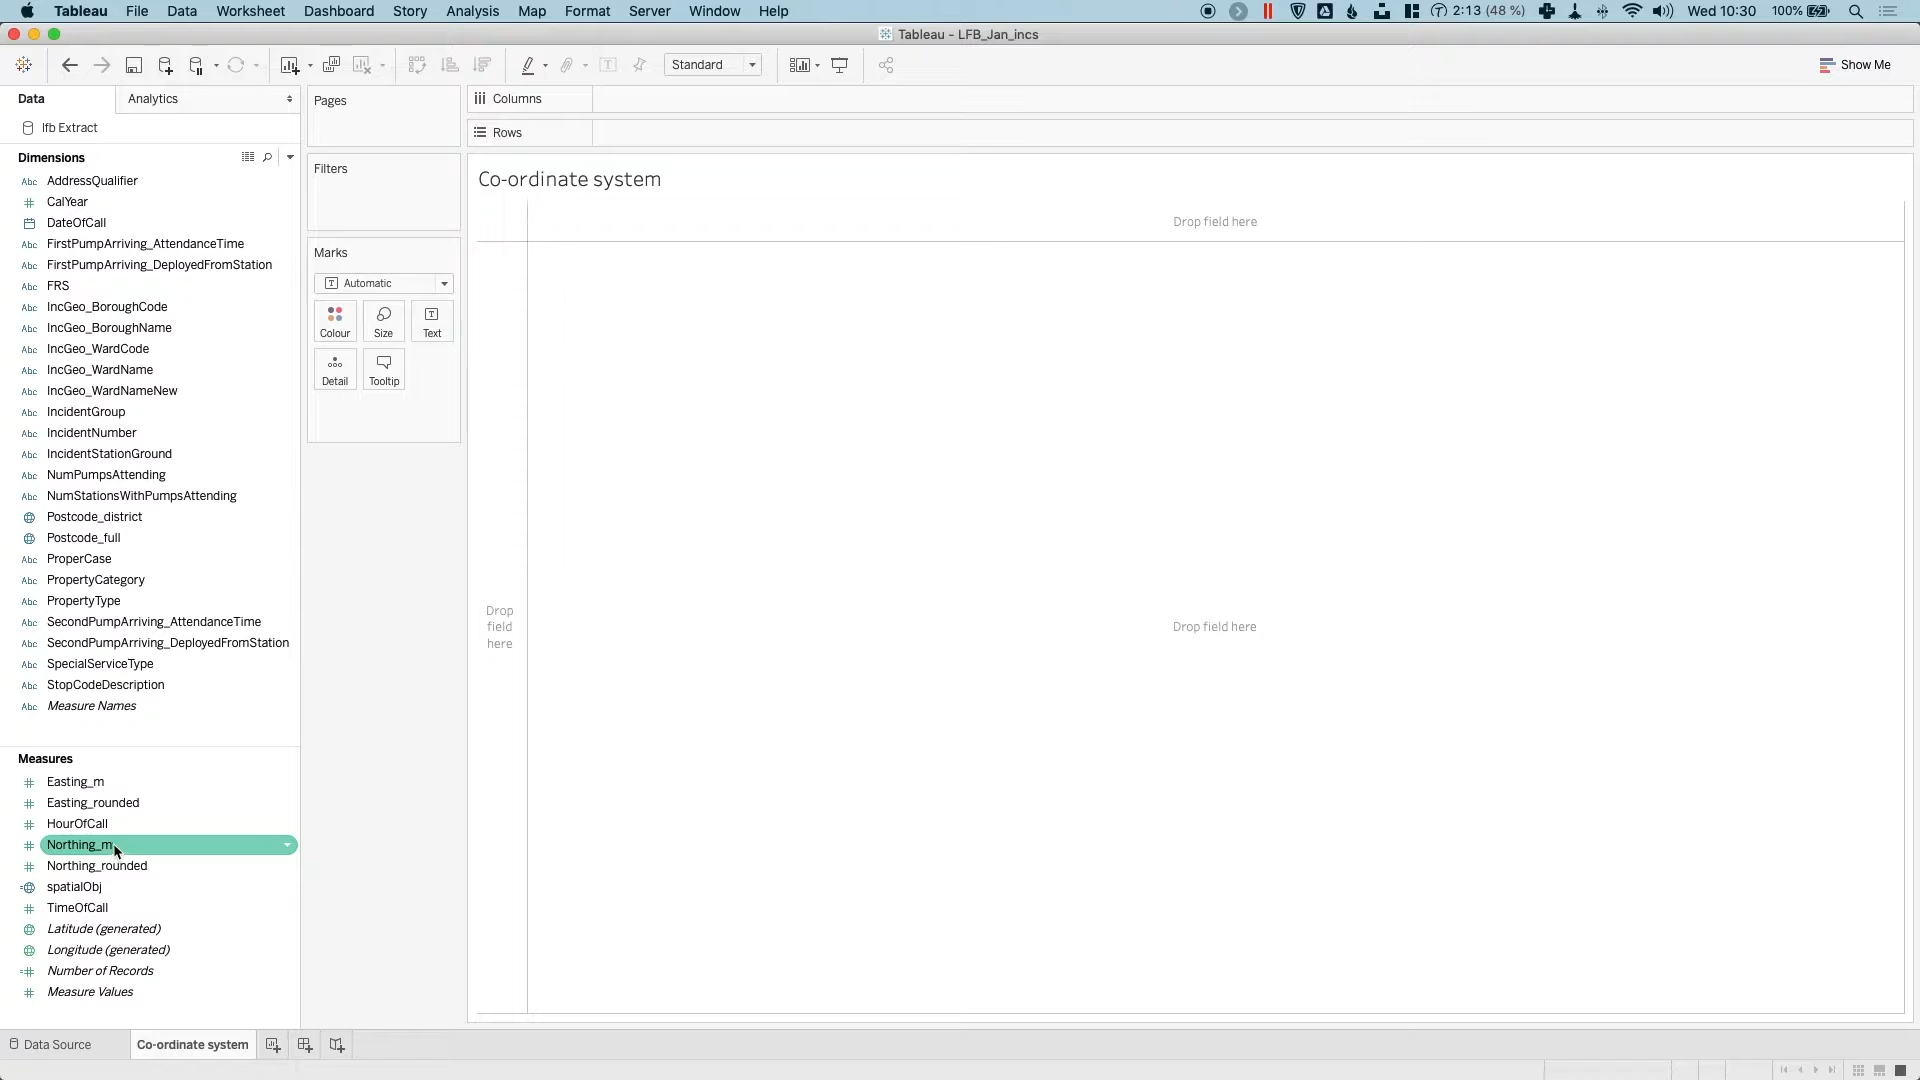 Tableau File Data Worksheet Dashboard Story Analysis Map Format Server Window Help 2:13 (48 %) Wed 10:30 100%
Tableau - LFB_Jan_incs
Standard Show Me
Data Analytics
lfb Extract
Dimensions
AddressQualifier
CalYear
DateOfCall
FirstPumpArriving_AttendanceTime
FirstPumpArriving_DeployedFromStation
FRS
IncGeo_BoroughCode
IncGeo_BoroughName
IncGeo_WardCode
IncGeo_WardName
IncGeo_WardNameNew
IncidentGroup
IncidentNumber
IncidentStationGround
NumPumpsAttending
NumStationsWithPumpsAttending
Postcode_district
Postcode_full
ProperCase
PropertyCategory
PropertyType
SecondPumpArriving_AttendanceTime
SecondPumpArriving_DeployedFromStation
SpecialServiceType
StopCodeDescription
Measure Names
Measures
Easting_m
Easting_rounded
HourOfCall
Northing_m
Northing_rounded
spatialObj
TimeOfCall
Latitude (generated)
Longitude (generated)
Number of Records
Measure Values
Pages
Filters
Marks
Automatic
Colour Size Text
Detail Tooltip
Columns
Rows
Co-ordinate system
Drop field here
Drop
field
here
Drop field here
Data Source Co-ordinate system